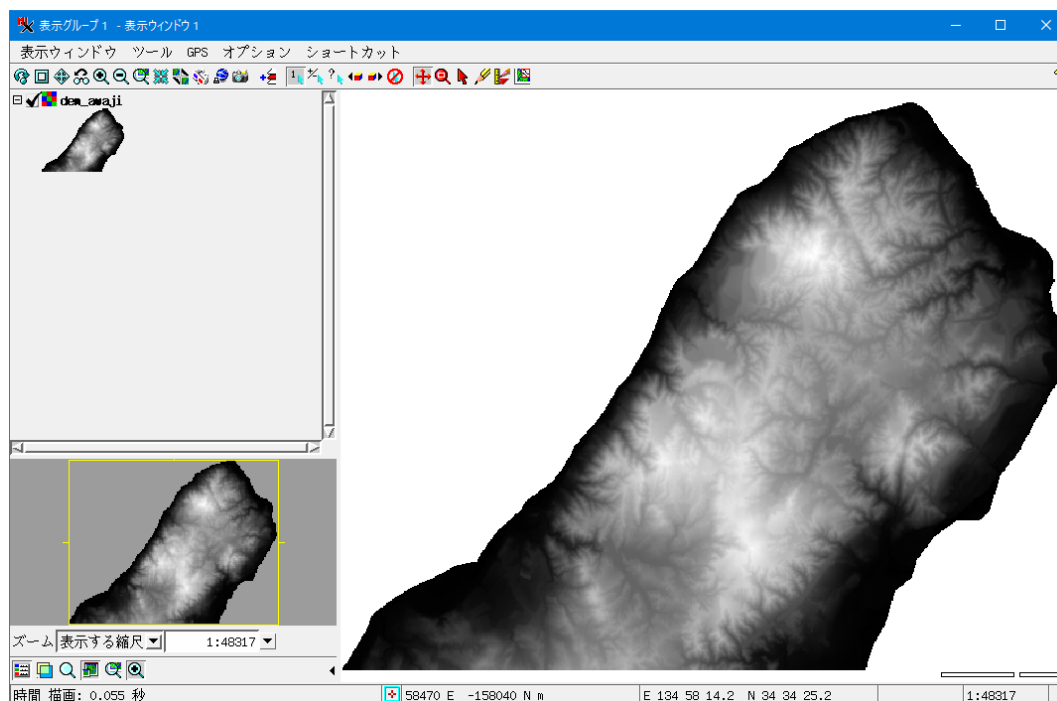 表示グループ 1 - 表示ウィンドウ 1
表示ウィンドウ ツール GPS オプション ショートカット
dem_awaji
ズーム 表示する縮尺 1:48317
時間 描画: 0.055 秒 58470 E -158040 N m E 134 58 14.2 N 34 34 25.2 1:48317